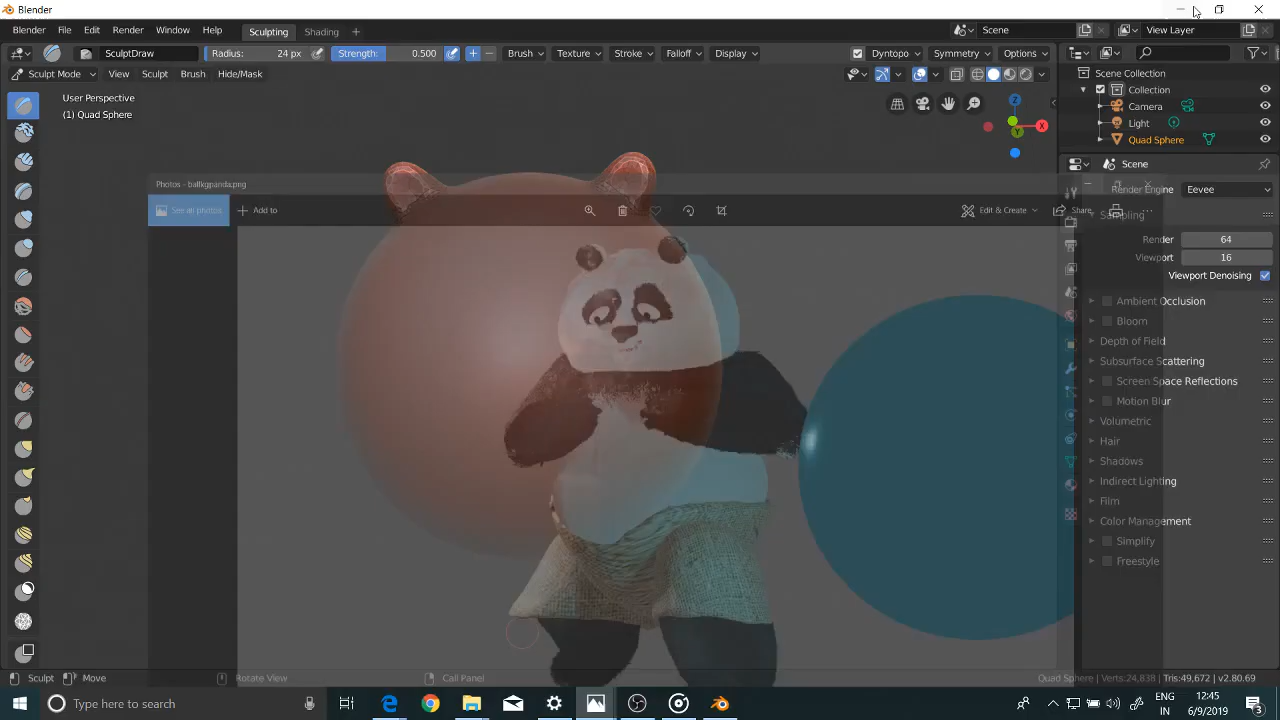 Blender
Blender File Edit Render Window Help Sculpting Shading + Scene View Layer
SculptDraw Radius: 24 px Strength: 0.500 Brush Texture Stroke Falloff Display Dyntopo Symmetry Options
Sculpt Mode View Sculpt Brush Hide/Mask
Scene Collection
User Perspective
(1) Quad Sphere
Z
X
Y
Collection
Camera
Light
Quad Sphere
Scene
Photos - ballkgpanda.png
See all photos + Add to Edit & Create Share
Render Engine Eevee
Sampling
Render 64
Viewport 16
Viewport Denoising
Ambient Occlusion
Bloom
Depth of Field
Subsurface Scattering
Screen Space Reflections
Motion Blur
Volumetric
Hair
Shadows
Indirect Lighting
Film
Color Management
Simplify
Freestyle
Sculpt Move Rotate View Call Panel Quad Sphere | Verts:24,838 | Tris:49,672 | v2.80.69
Type here to search
ENG
IN
12:45
6/9/2019
3